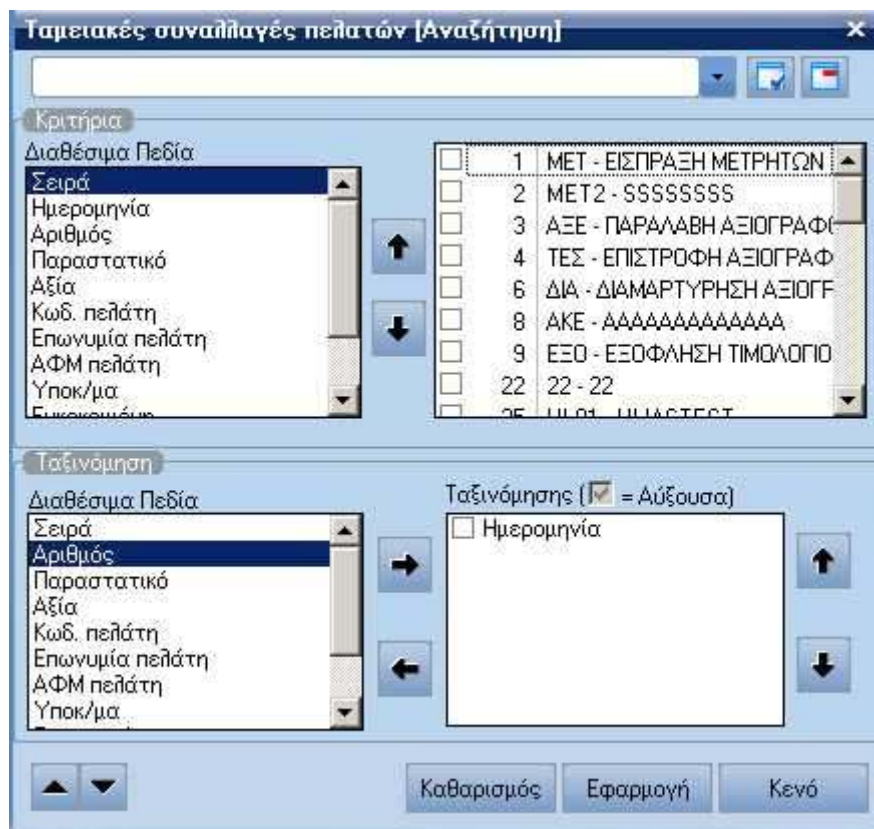 Ταμειακές συναλλαγές πελατών [Αναζήτηση]
Κριτήρια
Διαθέσιμα Πεδία
Σειρά
Ημερομηνία
Αριθμός
Παραστατικό
Αξία
Κωδ. πελάτη
Επωνυμία πελάτη
ΑΦΜ πελάτη
Υποκ/μα
1 ΜΕΤ - ΕΙΣΠΡΑΞΗ ΜΕΤΡΗΤΩΝ
2 ΜΕΤ2 - SSSSSSSS
3 ΑΞΕ - ΠΑΡΑΛΑΒΗ ΑΞΙΟΓΡΑΦ
4 ΤΕΣ - ΕΠΙΣΤΡΟΦΗ ΑΞΙΟΓΡΑΦ
6 ΔΙΑ - ΔΙΑΜΑΡΤΥΡΗΣΗ ΑΞΙΟΓΡ
8 ΑΚΕ - ΑΑΑΑΑΑΑΑΑΑΑΑΑ
9 ΕΞΟ - ΕΞΟΦΛΗΣΗ ΤΙΜΟΛΟΓΙΟ
22 22 - 22
Ταξινόμηση
Διαθέσιμα Πεδία
Σειρά
Αριθμός
Παραστατικό
Αξία
Κωδ. πελάτη
Επωνυμία πελάτη
ΑΦΜ πελάτη
Υποκ/μα
Ταξινόμησης ( = Αύξουσα)
Ημερομηνία
Καθαρισμός Εφαρμογή Κενό